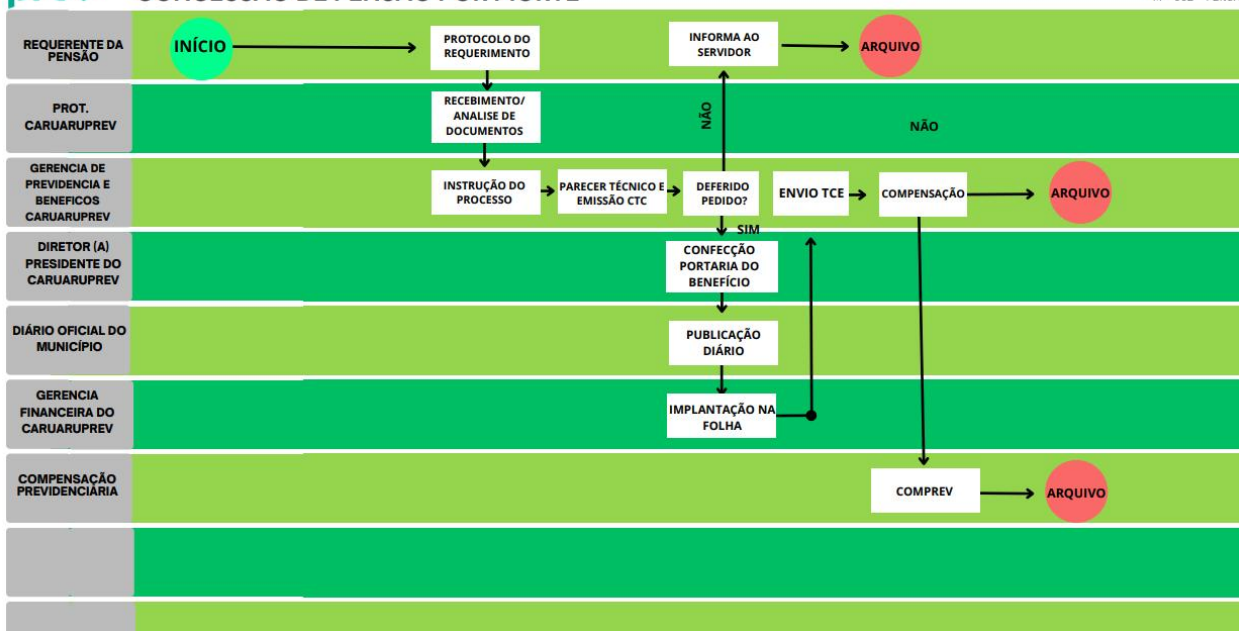 CONCESSÃO DE PENSÃO POR MORTE
REQUERENTE DA
PENSÃO
INÍCIO
PROTOCOLO DO
REQUERIMENTO
INFORMA AO
SERVIDOR
ARQUIVO
PROT.
CARUARUPREV
RECEBIMENTO/
ANALISE DE
DOCUMENTOS
NÃO
NÃO
GERENCIA DE
PREVIDENCIA E
BENEFICOS
CARUARUPREV
INSTRUÇÃO DO
PROCESSO
PARECER TÉCNICO E
EMISSÃO CTC
DEFERIDO
PEDIDO?
ENVIO TCE
COMPENSAÇÃO
ARQUIVO
SIM
DIRETOR (A)
PRESIDENTE DO
CARUARUPREV
CONFECÇÃO
PORTARIA DO
BENEFÍCIO
DIÁRIO OFICIAL DO
MUNICÍPIO
PUBLICAÇÃO
DIÁRIO
GERENCIA
FINANCEIRA DO
CARUARUPREV
IMPLANTAÇÃO NA
FOLHA
COMPENSAÇÃO
PREVIDENCIÁRIA
COMPREV
ARQUIVO